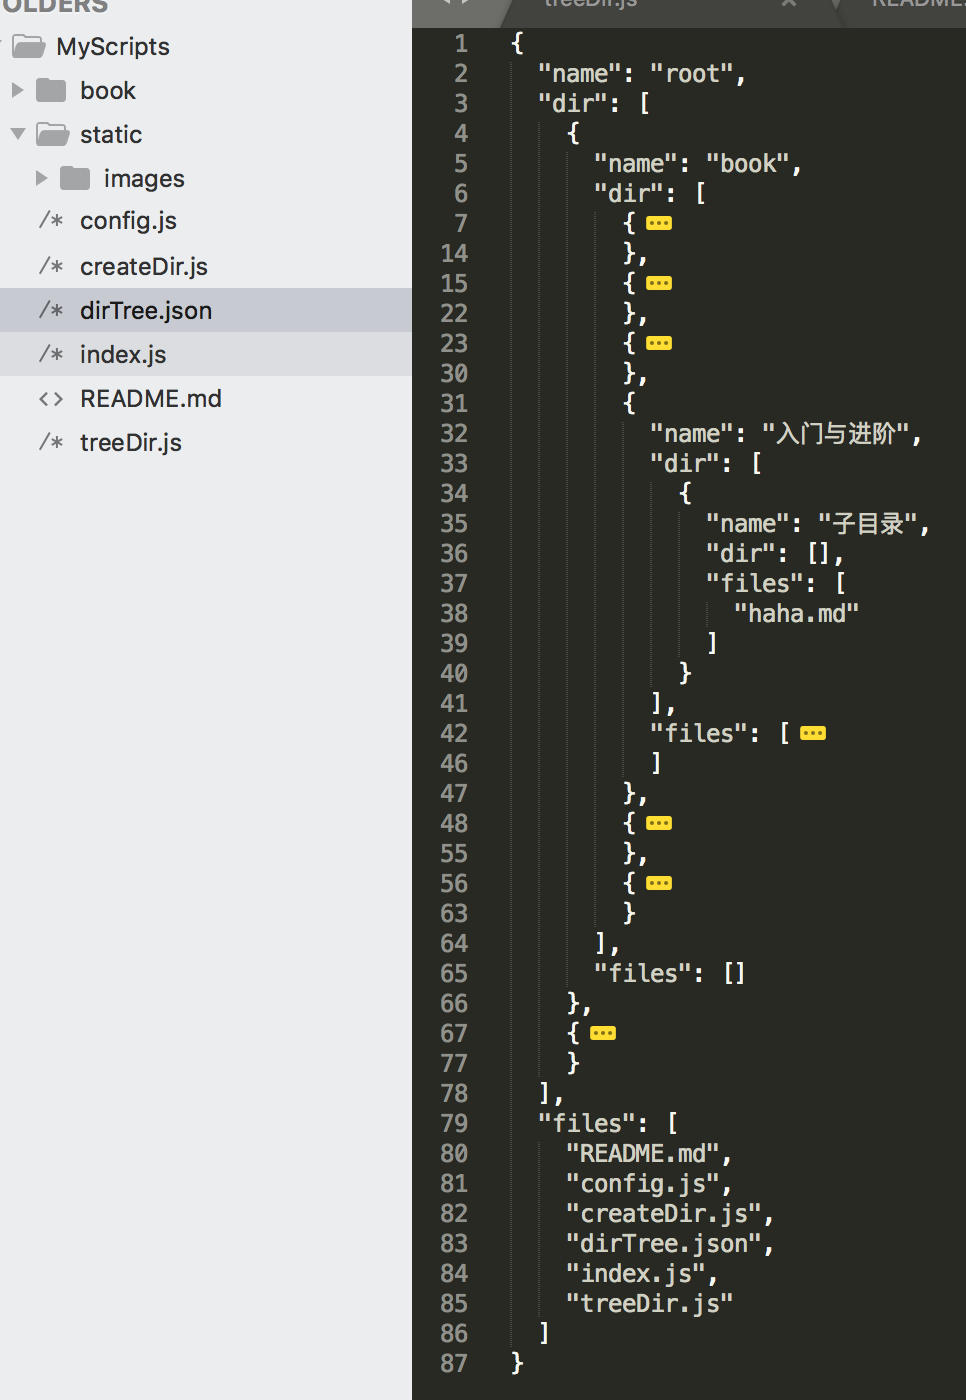 OLDERS
MyScripts
book
static
images
/* config.js
/* createDir.js
/* dirTree.json
/* index.js
<> README.md
/* treeDir.js
treeDir.js
README.
1 {
2 "name": "root",
3 "dir": [
4 {
5 "name": "book",
6 "dir": [
7 { ...
14 },
15 { ...
22 },
23 { ...
30 },
31 {
32 "name": "入门与进阶",
33 "dir": [
34 {
35 "name": "子目录",
36 "dir": [],
37 "files": [
38 "haha.md"
39 ]
40 }
41 ],
42 "files": [ ...
46 ]
47 },
48 { ...
55 },
56 { ...
63 }
64 ],
65 "files": []
66 },
67 { ...
77 }
78 ],
79 "files": [
80 "README.md",
81 "config.js",
82 "createDir.js",
83 "dirTree.json",
84 "index.js",
85 "treeDir.js"
86 ]
87 }